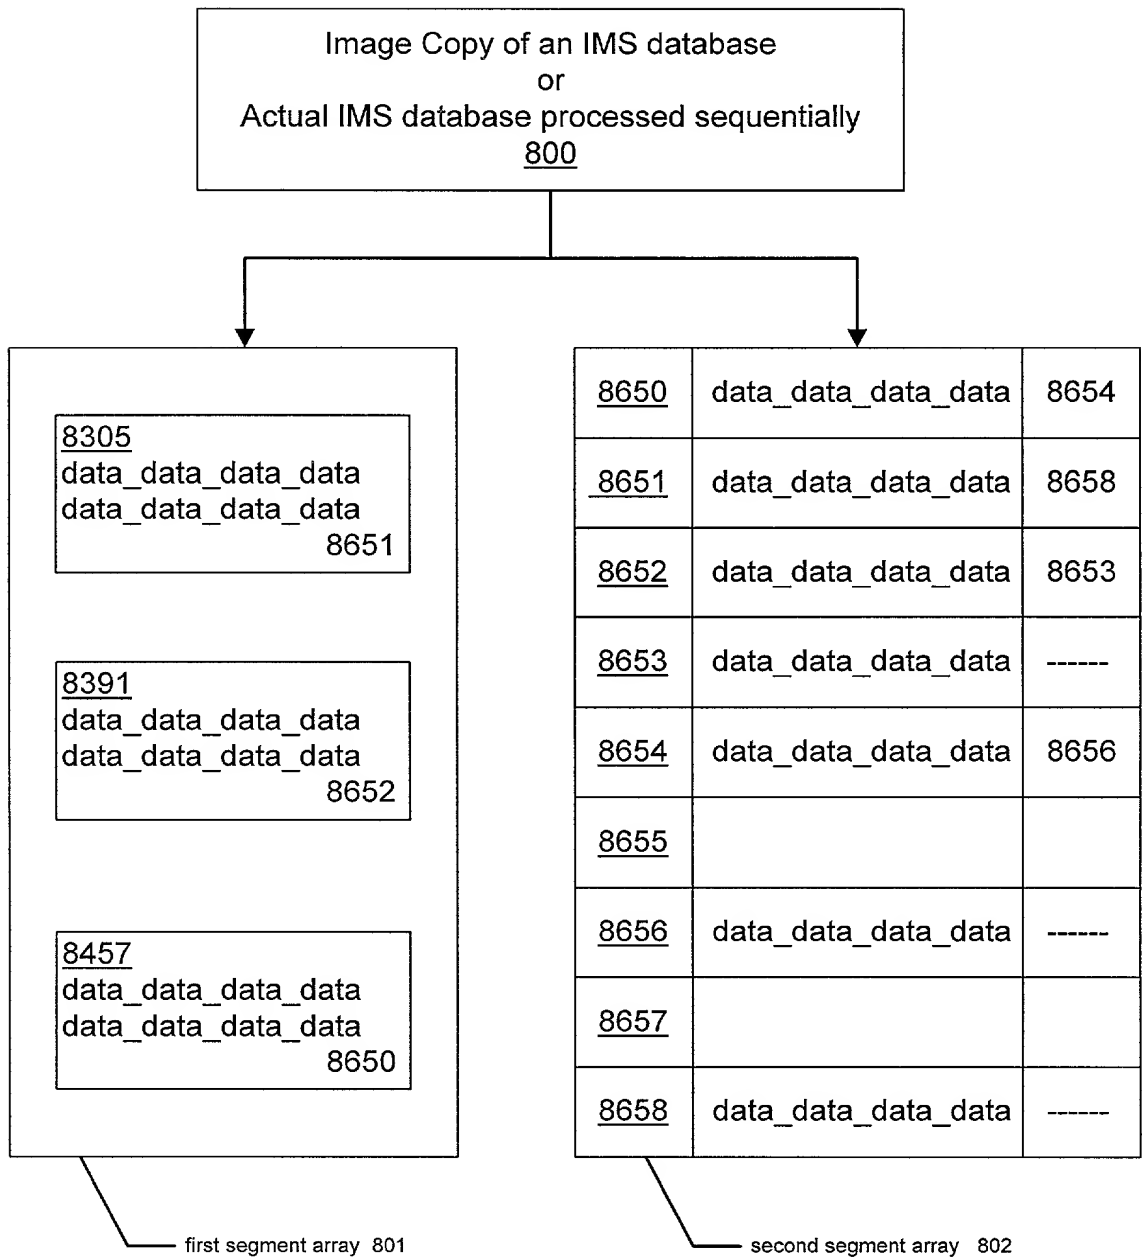 Image Copy of an IMS database
or
Actual IMS database processed sequentially
800
8305
data_data_data_data
data_data_data_data
8651
8391
data_data_data_data
data_data_data_data
8652
8457
data_data_data_data
data_data_data_data
8650
8650 data_data_data_data 8654
8651 data_data_data_data 8658
8652 data_data_data_data 8653
8653 data_data_data_data ------
8654 data_data_data_data 8656
8655
8656 data_data_data_data ------
8657
8658 data_data_data_data ------
first segment array 801
second segment array 802